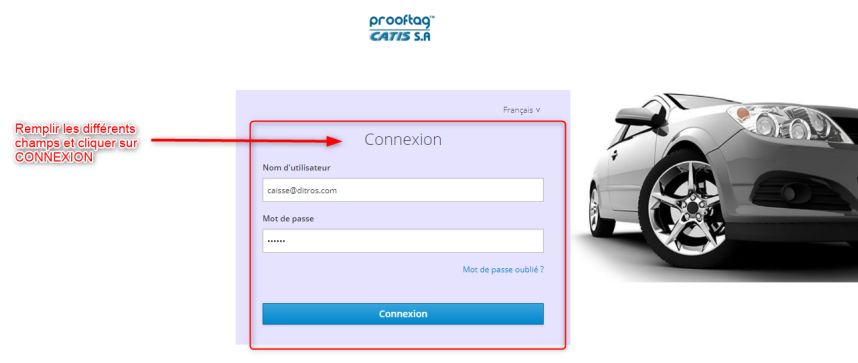 prooftag™
CATIS S.A
Français ˅
Remplir les différents
champs et cliquer sur
CONNEXION
Connexion
Nom d'utilisateur
caisse@ditros.com
Mot de passe
••••••
Mot de passe oublié ?
Connexion